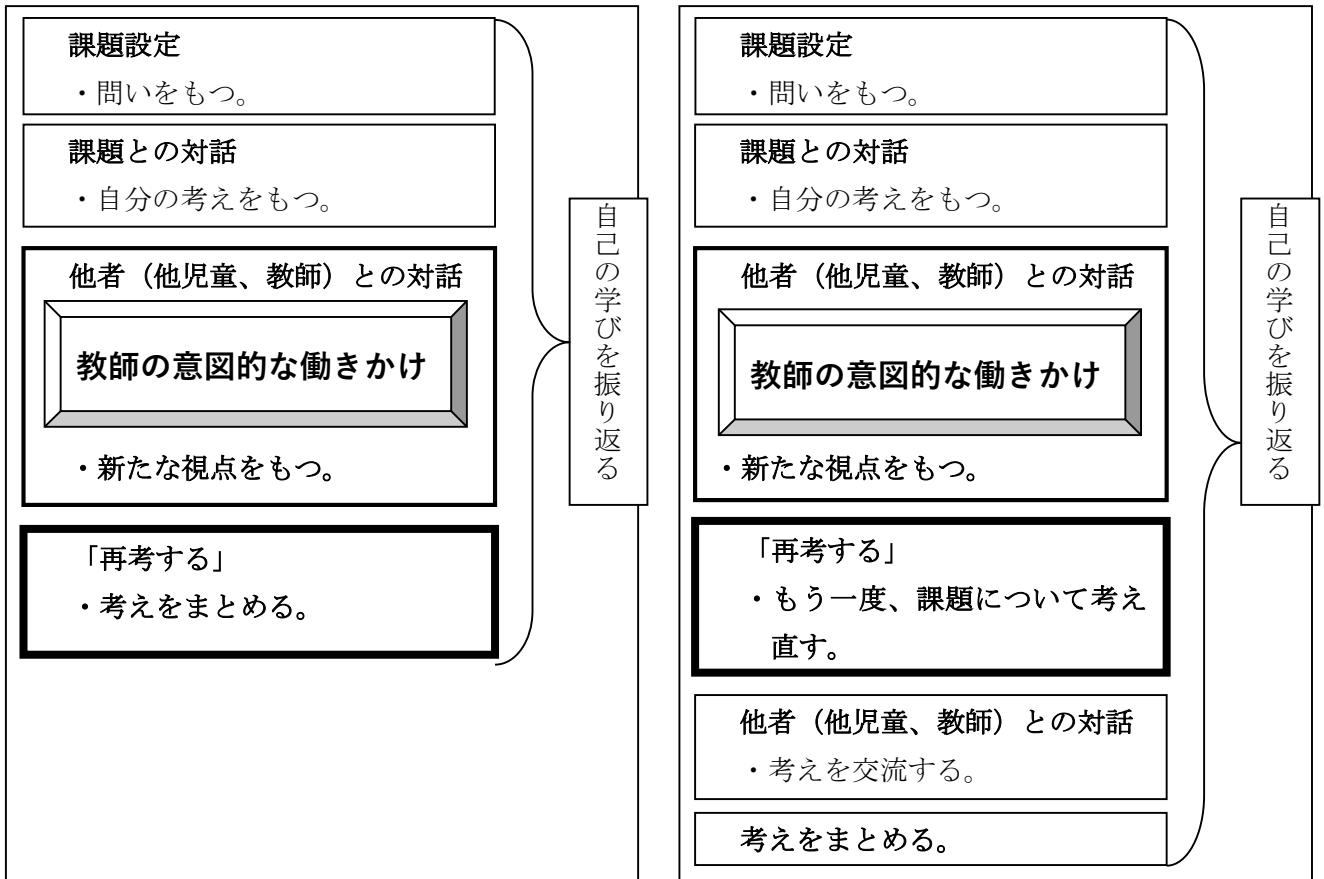 課題設定
・問いをもつ。
課題との対話
・自分の考えをもつ。
他者（他児童、教師）との対話
教師の意図的な働きかけ
・新たな視点をもつ。
「再考する」
・考えをまとめる。
自己の学びを振り返る
課題設定
・問いをもつ。
課題との対話
・自分の考えをもつ。
他者（他児童、教師）との対話
教師の意図的な働きかけ
・新たな視点をもつ。
「再考する」
・もう一度、課題について考え
直す。
他者（他児童、教師）との対話
・考えを交流する。
考えをまとめる。
自己の学びを振り返る